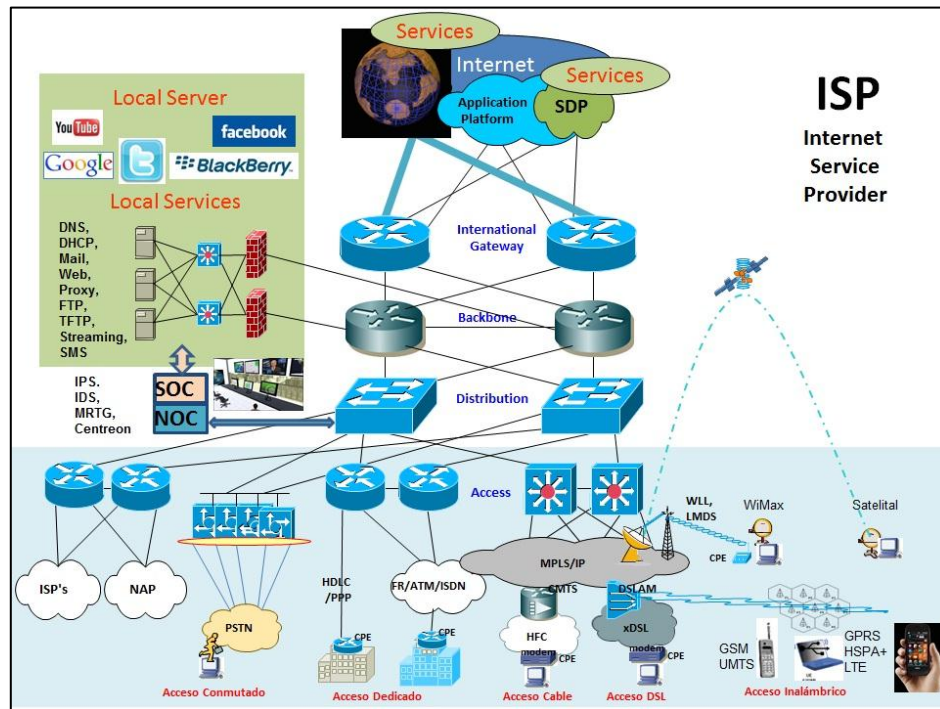 Services
Internet
Services
Application
Platform
SDP
ISP
Internet
Service
Provider
Local Server
YouTube
facebook
Google
BlackBerry
Local Services
DNS,
DHCP,
Mail,
Web,
Proxy,
FTP,
TFTP,
Streaming,
SMS
International
Gateway
Backbone
IPS,
IDS,
MRTG,
Centreon
SOC
NOC
Distribution
Access
WLL,
LMDS
WiMax
Satelital
CPE
ISP's
NAP
HDLC
/PPP
FR/ATM/ISDN
MPLS/IP
CMTS
DSLAM
PSTN
CPE
CPE
HFC
modem
CPE
xDSL
modem
CPE
GSM
UMTS
GPRS
HSPA+
LTE
Acceso Conmutado
Acceso Dedicado
Acceso Cable
Acceso DSL
Acceso Inalámbrico